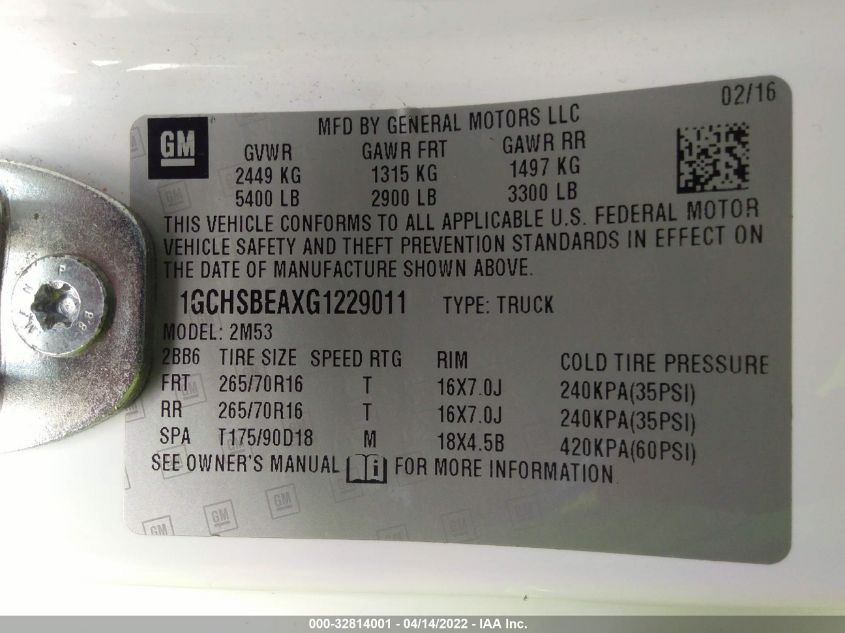 02/16
GM
MFD BY GENERAL MOTORS LLC
GVWR GAWR FRT GAWR RR
2449 KG 1315 KG 1497 KG
5400 LB 2900 LB 3300 LB
THIS VEHICLE CONFORMS TO ALL APPLICABLE U.S. FEDERAL MOTOR
VEHICLE SAFETY AND THEFT PREVENTION STANDARDS IN EFFECT ON
THE DATE OF MANUFACTURE SHOWN ABOVE.
1GCHSBEAXG1229011 TYPE: TRUCK
MODEL: 2M53
2BB6 TIRE SIZE SPEED RTG RIM COLD TIRE PRESSURE
FRT 265/70R16 T 16X7.0J 240KPA(35PSI)
RR 265/70R16 T 16X7.0J 240KPA(35PSI)
SPA T175/90D18 M 18X4.5B 420KPA(60PSI)
SEE OWNER'S MANUAL FOR MORE INFORMATION
GM GM GM GM
000-32814001 - 04/14/2022 - IAA Inc.